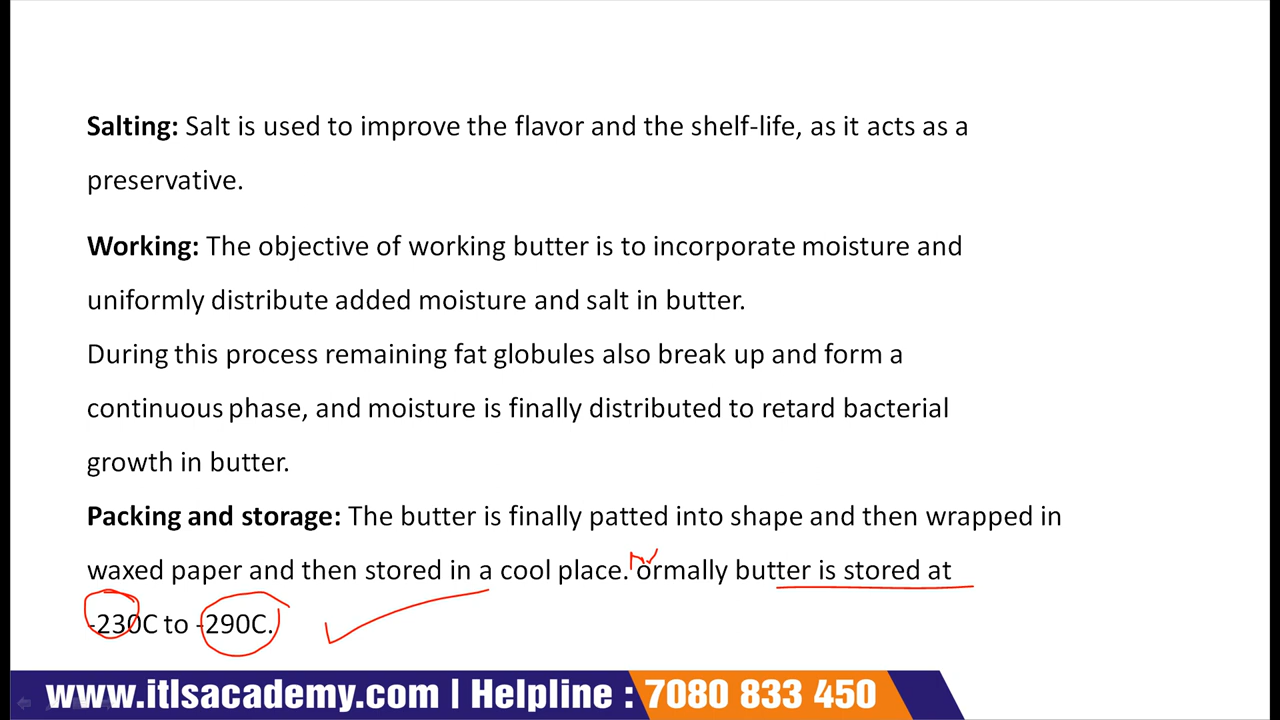 Salting: Salt is used to improve the flavor and the shelf-life, as it acts as a
preservative.
Working: The objective of working butter is to incorporate moisture and
uniformly distribute added moisture and salt in butter.
During this process remaining fat globules also break up and form a
continuous phase, and moisture is finally distributed to retard bacterial
growth in butter.
Packing and storage: The butter is finally patted into shape and then wrapped in
waxed paper and then stored in a cool place. Normally butter is stored at
-230C to -290C.
www.itlsacademy.com | Helpline : 7080 833 450